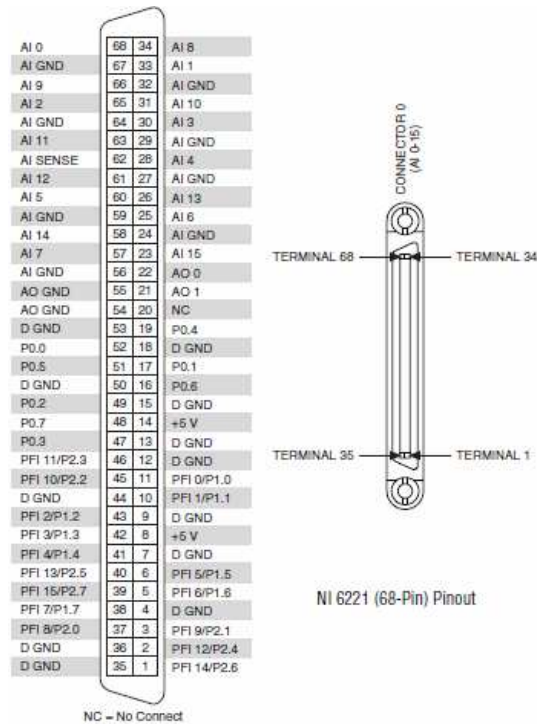 AI 0 68 34 AI 8
AI GND 67 33 AI 1
AI 9 66 32 AI GND
AI 2 65 31 AI 10
AI GND 64 30 AI 3
AI 11 63 29 AI GND
AI SENSE 62 28 AI 4
AI 12 61 27 AI GND
AI 5 60 26 AI 13
AI GND 59 25 AI 6
AI 14 58 24 AI GND
AI 7 57 23 AI 15
AI GND 56 22 AO 0
AO GND 55 21 AO 1
AO GND 54 20 NC
D GND 53 19 P0.4
P0.0 52 18 D GND
P0.5 51 17 P0.1
D GND 50 16 P0.6
P0.2 49 15 D GND
P0.7 48 14 +5 V
P0.3 47 13 D GND
PFI 11/P2.3 46 12 D GND
PFI 10/P2.2 45 11 PFI 0/P1.0
D GND 44 10 PFI 1/P1.1
PFI 2/P1.2 43 9 D GND
PFI 3/P1.3 42 8 +5 V
PFI 4/P1.4 41 7 D GND
PFI 13/P2.5 40 6 PFI 5/P1.5
PFI 15/P2.7 39 5 PFI 6/P1.6
PFI 7/P1.7 38 4 D GND
PFI 8/P2.0 37 3 PFI 9/P2.1
D GND 36 2 PFI 12/P2.4
D GND 35 1 PFI 14/P2.6
NC = No Connect
CONNECTOR 0
(AI 0-15)
TERMINAL 68 TERMINAL 34
TERMINAL 35 TERMINAL 1
NI 6221 (68-Pin) Pinout